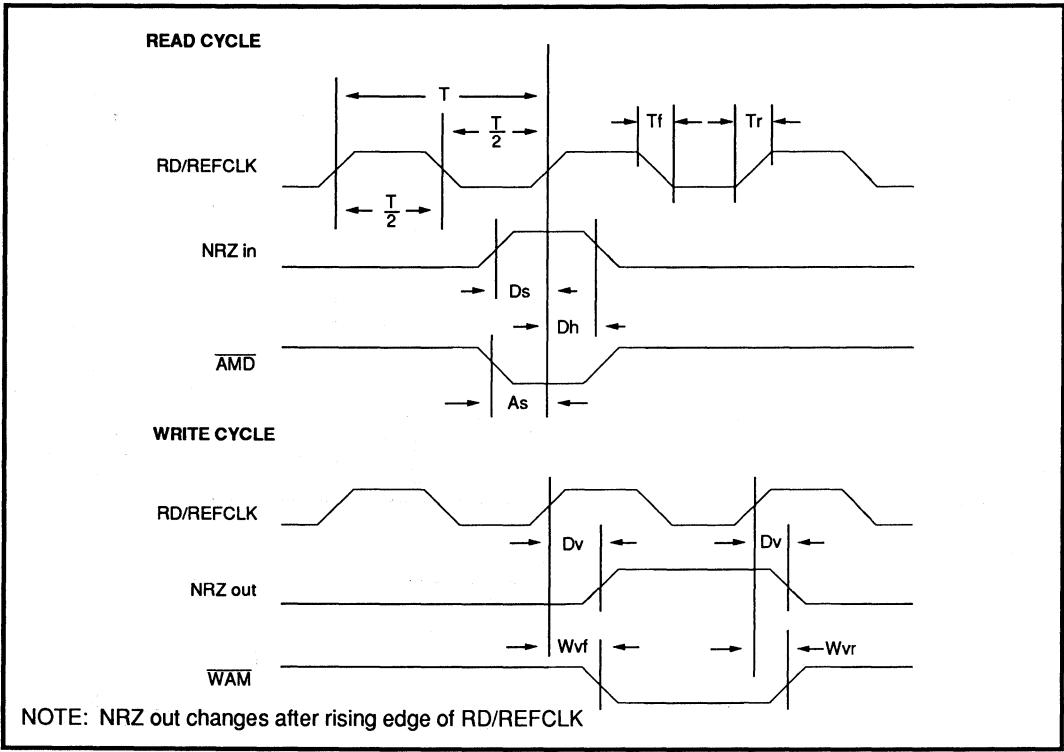 READ CYCLE
T
T/2
Tf
Tr
RD/REFCLK
T/2
NRZ in
Ds
Dh
AMD
As
WRITE CYCLE
RD/REFCLK
Dv
Dv
NRZ out
Wvf
Wvr
WAM
NOTE: NRZ out changes after rising edge of RD/REFCLK